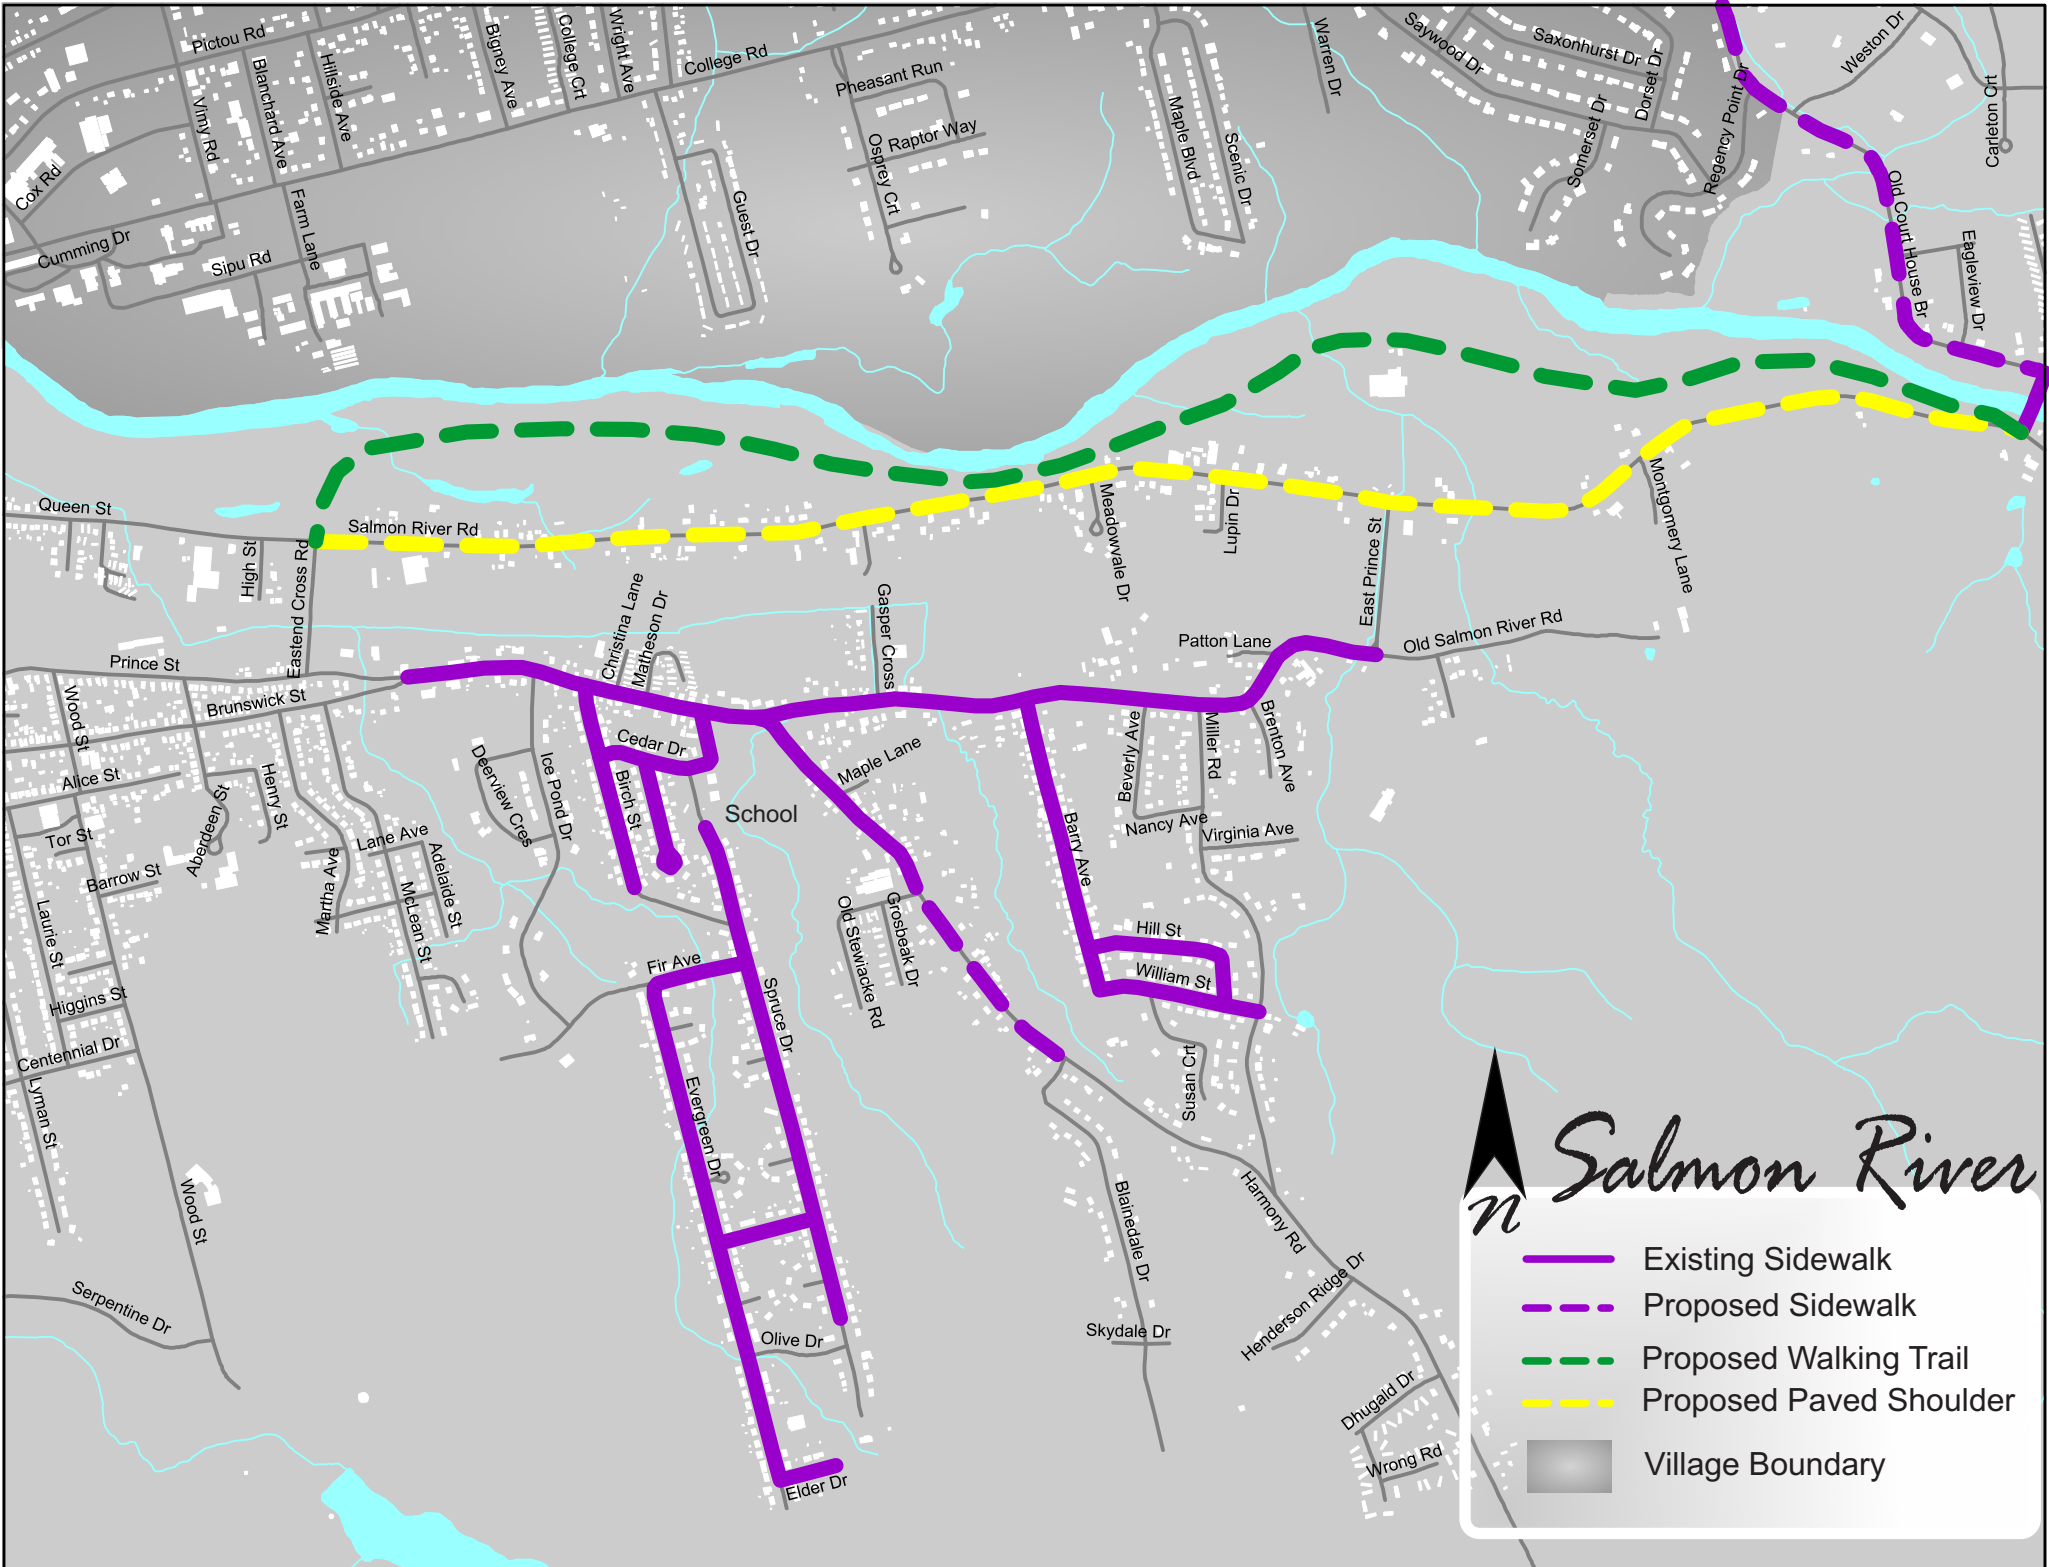 Pictou Rd
Blanchard Ave
Hillside Ave
Vimy Rd
Bigney Ave
College Crt
Wright Ave
College Rd
Pheasant Run
Raptor Way
Osprey Crt
Maple Blvd
Scenic Dr
Warren Dr
Saywood Dr
Saxonhurst Dr
Dorset Dr
Somerset Dr
Regency Point Dr
Weston Dr
Carleton Crt
Old Court House Br
Eagleview Dr
Cox Rd
Cumming Dr
Sipu Rd
Farm Lane
Guest Dr
Queen St
Salmon River Rd
High St
Eastend Cross Rd
Christina Lane
Matheson Dr
Gasper Cross
Meadowvale Dr
Lupin Dr
East Prince St
Montgomery Lane
Patton Lane
Old Salmon River Rd
Prince St
Brunswick St
Wood St
Alice St
Tor St
Barrow St
Aberdeen St
Henry St
Laurie St
Higgins St
Centennial Dr
Lyman St
Martha Ave
Lane Ave
Adelaide St
McLean St
Deerview Cres
Ice Pond Dr
Cedar Dr
Birch St
School
Maple Lane
Beverly Ave
Miller Rd
Brenton Ave
Nancy Ave
Virginia Ave
Barry Ave
Hill St
William St
Susan Crt
Old Stewiacke Rd
Grosbeak Dr
Fir Ave
Spruce Dr
Evergreen Dr
Olive Dr
Elder Dr
Wood St
Serpentine Dr
Blainedale Dr
Skydale Dr
Harmony Rd
Henderson Ridge Dr
Dhugald Dr
Wrong Rd
n
Salmon River
Existing Sidewalk
Proposed Sidewalk
Proposed Walking Trail
Proposed Paved Shoulder
Village Boundary